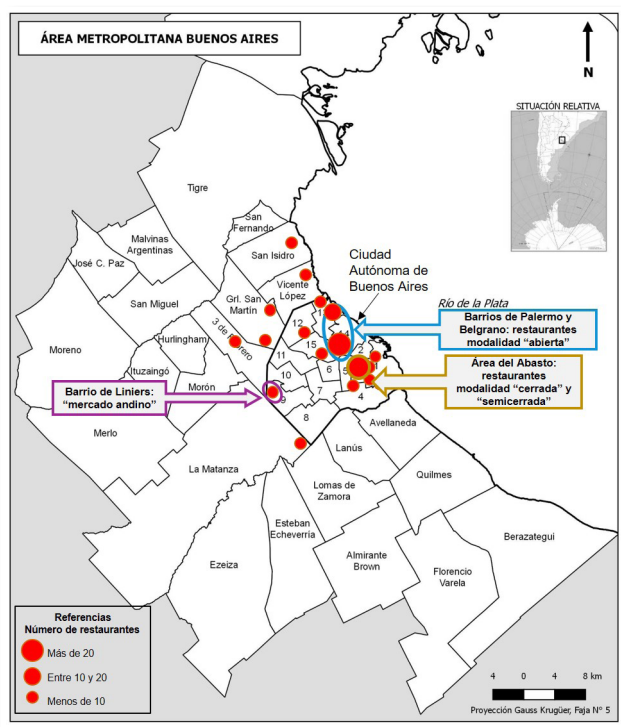 ÁREA METROPOLITANA BUENOS AIRES
N
SITUACIÓN RELATIVA
Tigre
San
Fernando
Malvinas
Argentinas
San Isidro
José C. Paz
Vicente
López
Ciudad
Autónoma de
Buenos Aires
San Miguel
Grl. San
Martín
Río de la Plata
3 de Febrero
Barrios de Palermo y
Belgrano: restaurantes
modalidad “abierta”
Hurlingham
12
15
2
Moreno
11
Ituzaingó
6
5
Área del Abasto:
restaurantes
modalidad “cerrada” y
“semicerrada”
10
Morón
Barrio de Liniers:
“mercado andino”
7
4
9
8
Avellaneda
Merlo
Lanús
La Matanza
Quilmes
Lomas de
Zamora
Esteban
Echeverría
Berazategui
Almirante
Brown
Ezeiza
Florencio
Varela
Referencias
Número de restaurantes
Más de 20
Entre 10 y 20
Menos de 10
4 0 4 8 km
Proyección Gauss Krugüer, Faja N° 5